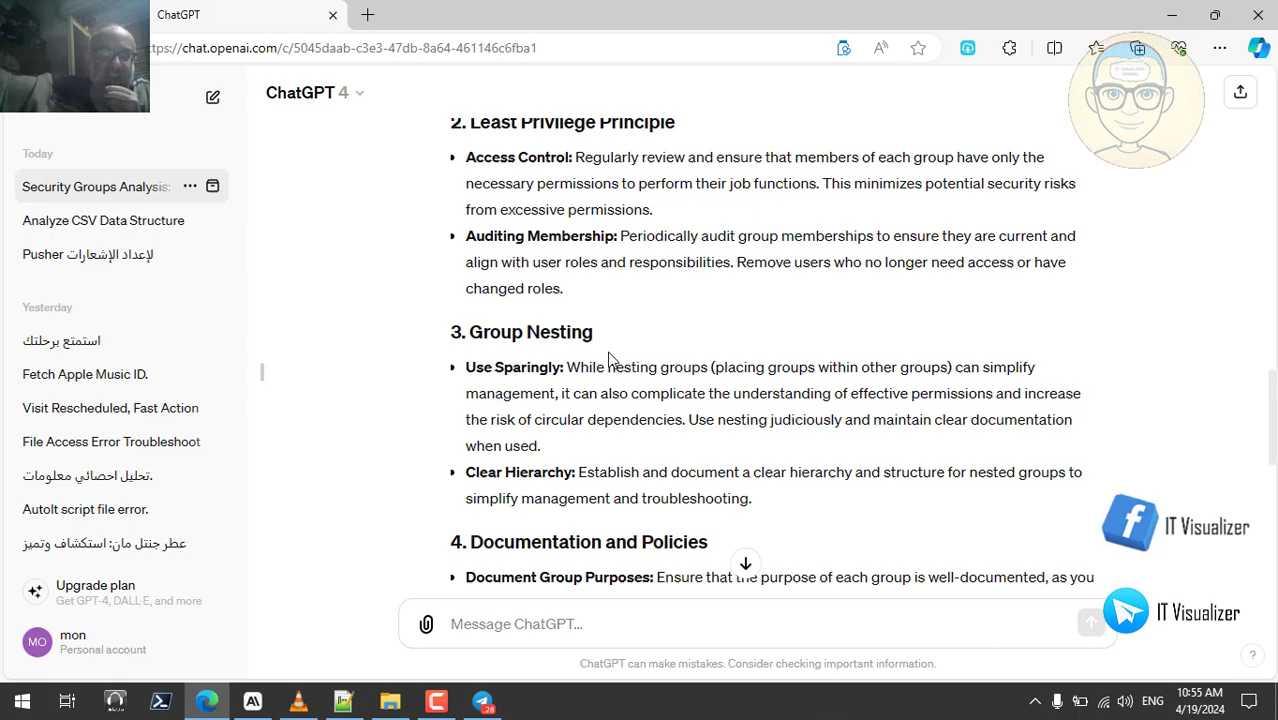 ChatGPT
ttps://chat.openai.com/c/5045daab-c3e3-47db-8a64-461146c6fba1
IT VISUALIZER
ChatGPT 4
Today
Security Groups Analysis:
Analyze CSV Data Structure
Pusher لإعداد الإشعارات
Yesterday
استمتع برحلتك
Fetch Apple Music ID.
Visit Rescheduled, Fast Action
File Access Error Troubleshoot
تحليل احصائي معلومات.
AutoIt script file error.
عطر جنتل مان: استكشاف وتميز
Upgrade plan
Get GPT-4, DALL·E, and more
MO
mon
Personal account
2. Least Privilege Principle
• Access Control: Regularly review and ensure that members of each group have only the
necessary permissions to perform their job functions. This minimizes potential security risks
from excessive permissions.
• Auditing Membership: Periodically audit group memberships to ensure they are current and
align with user roles and responsibilities. Remove users who no longer need access or have
changed roles.
3. Group Nesting
• Use Sparingly: While nesting groups (placing groups within other groups) can simplify
management, it can also complicate the understanding of effective permissions and increase
the risk of circular dependencies. Use nesting judiciously and maintain clear documentation
when used.
• Clear Hierarchy: Establish and document a clear hierarchy and structure for nested groups to
simplify management and troubleshooting.
4. Documentation and Policies
• Document Group Purposes: Ensure that the purpose of each group is well-documented, as you
Message ChatGPT...
ChatGPT can make mistakes. Consider checking important information.
?
IT Visualizer
IT Visualizer
28
ENG
10:55 AM
4/19/2024